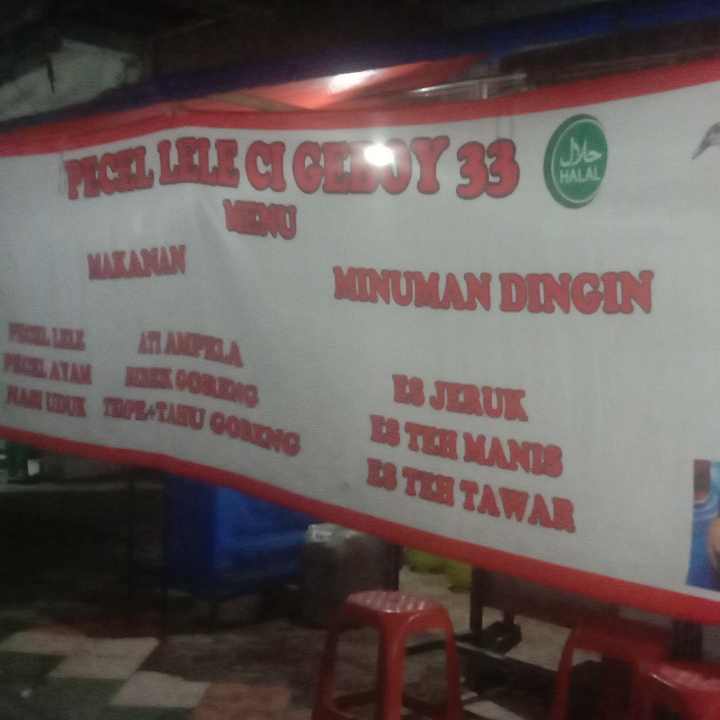 PECEL LELE CI GEBOY 33
حلال
HALAL
MENU
MAKANAN
PECEL LELE
PECEL AYAM
NASI UDUK
ATI AMPELA
BEBEK GORENG
TEMPE+TAHU GORENG
MINUMAN DINGIN
ES JERUK
ES TEH MANIS
ES TEH TAWAR